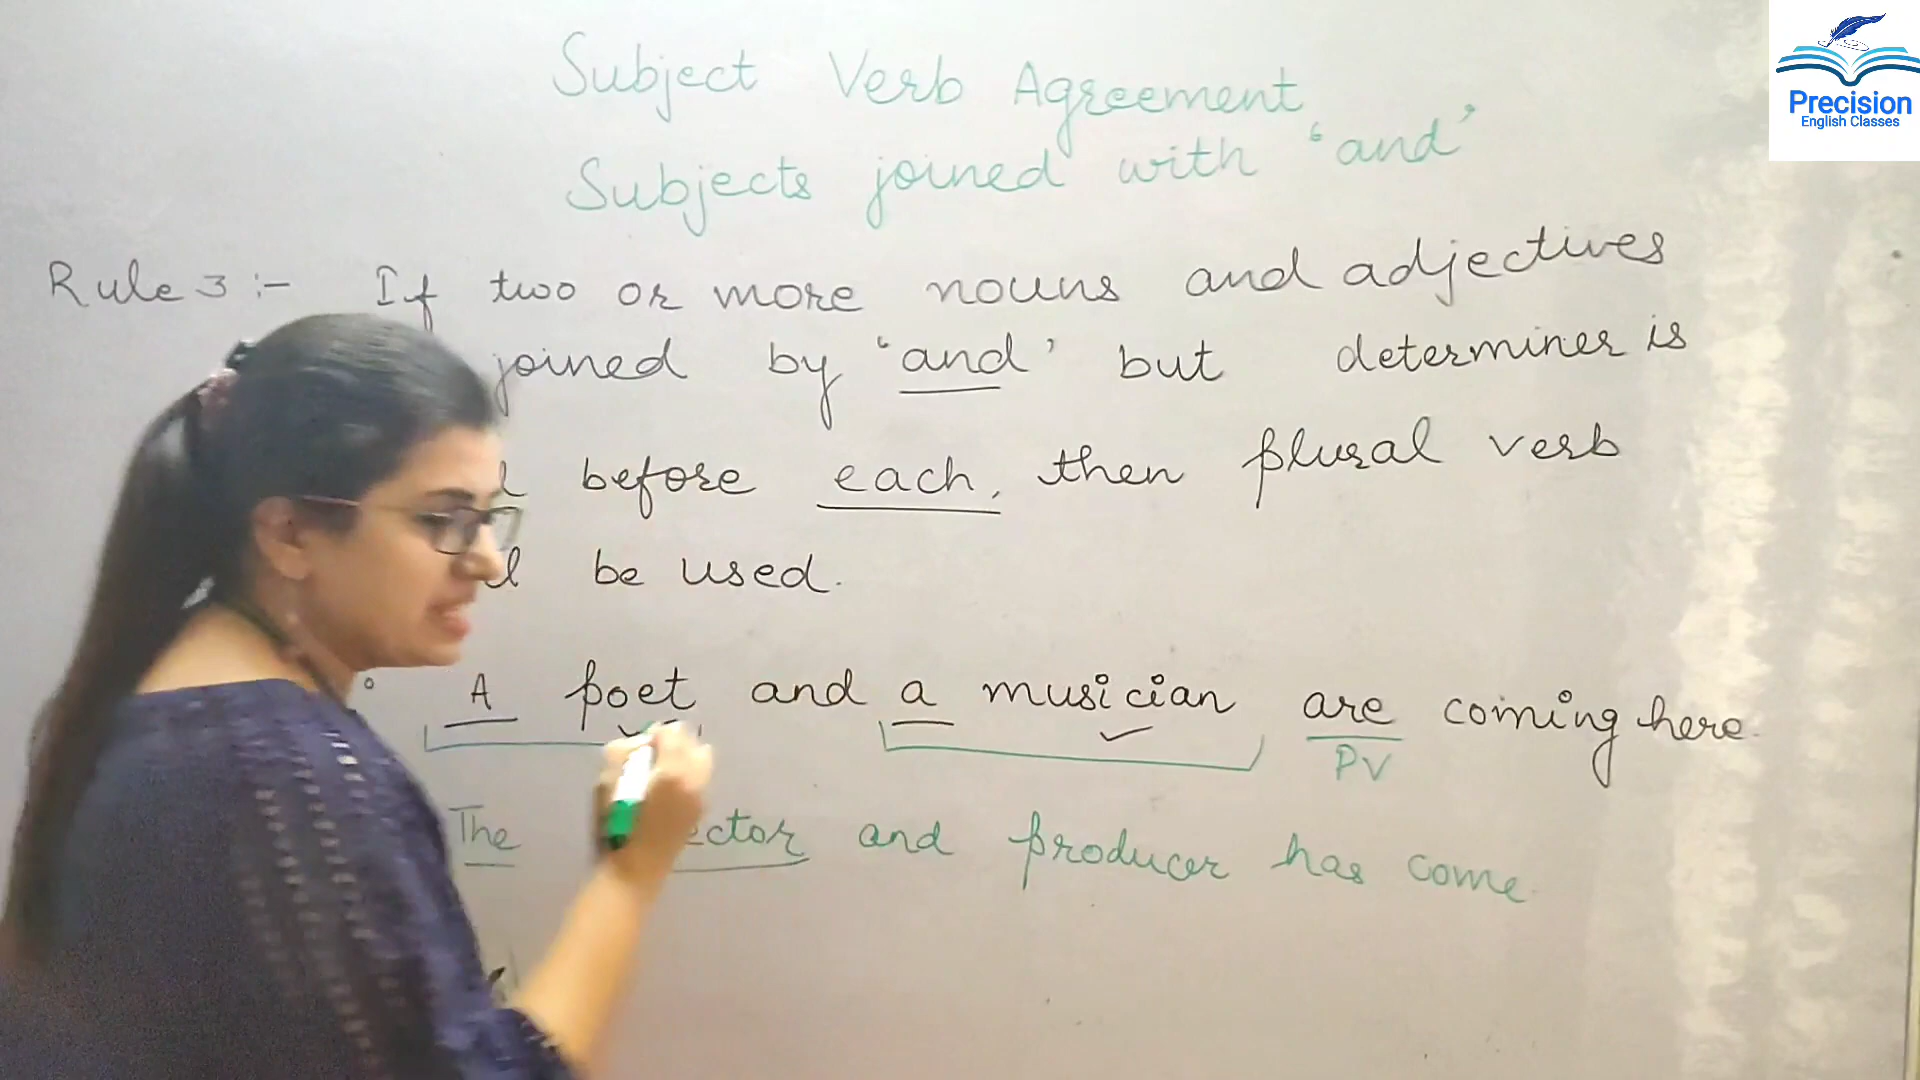 Subject Verb Agreement
Subjects joined with 'and'
Rule 3 :- If two or more nouns and adjectives
joined by 'and' but determiner is
before each, then plural verb
be used.
A poet and a musician are coming here.
PV
The and producer has come
Precision
English Classes